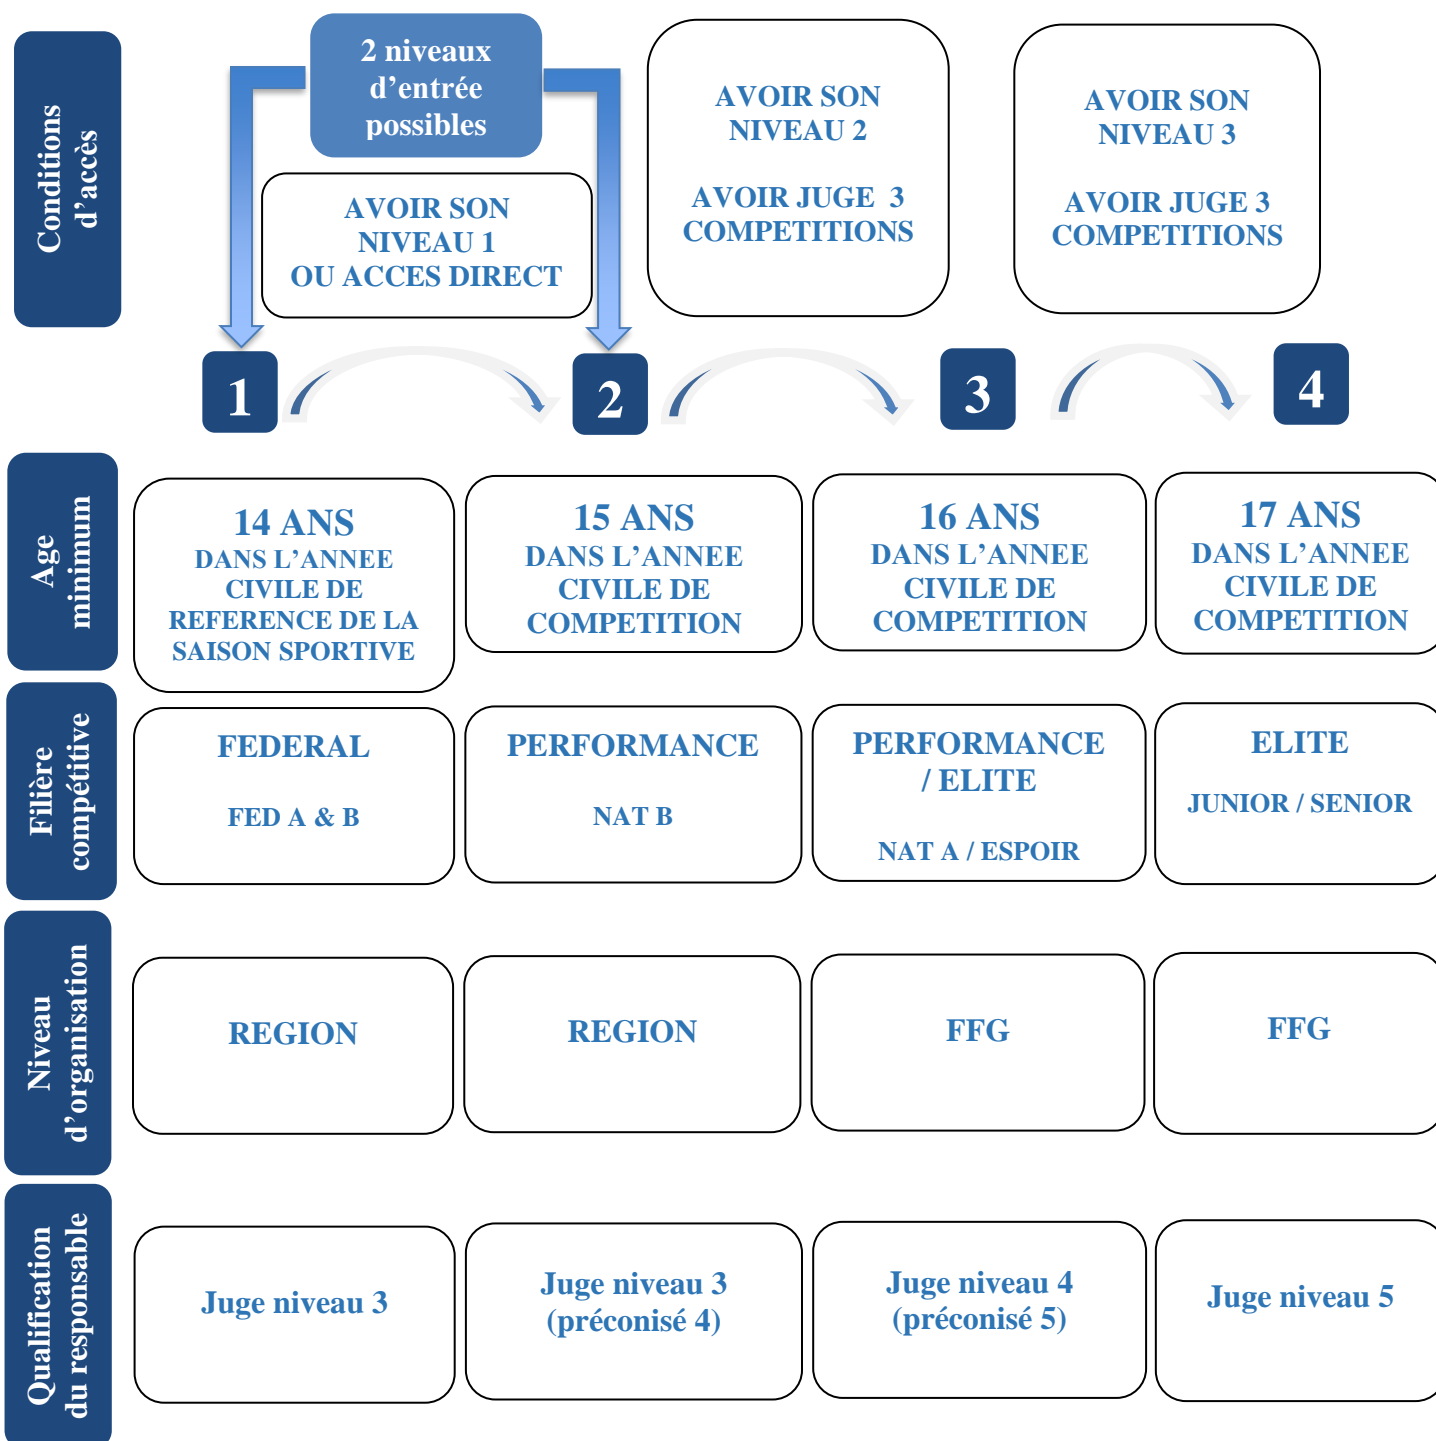 Conditions
d’accès
2 niveaux
d’entrée
possibles
AVOIR SON
NIVEAU 1
OU ACCES DIRECT
AVOIR SON
NIVEAU 2
AVOIR JUGE 3
COMPETITIONS
AVOIR SON
NIVEAU 3
AVOIR JUGE 3
COMPETITIONS
1
2
3
4
Age
minimum
14 ANS
DANS L’ANNEE
CIVILE DE
REFERENCE DE LA
SAISON SPORTIVE
15 ANS
DANS L’ANNEE
CIVILE DE
COMPETITION
16 ANS
DANS L’ANNEE
CIVILE DE
COMPETITION
17 ANS
DANS L’ANNEE
CIVILE DE
COMPETITION
Filière
compétitive
FEDERAL
FED A & B
PERFORMANCE
NAT B
PERFORMANCE
/ ELITE
NAT A / ESPOIR
ELITE
JUNIOR / SENIOR
Niveau
d’organisation
REGION
REGION
FFG
FFG
Qualification
du responsable
Juge niveau 3
Juge niveau 3
(préconisé 4)
Juge niveau 4
(préconisé 5)
Juge niveau 5